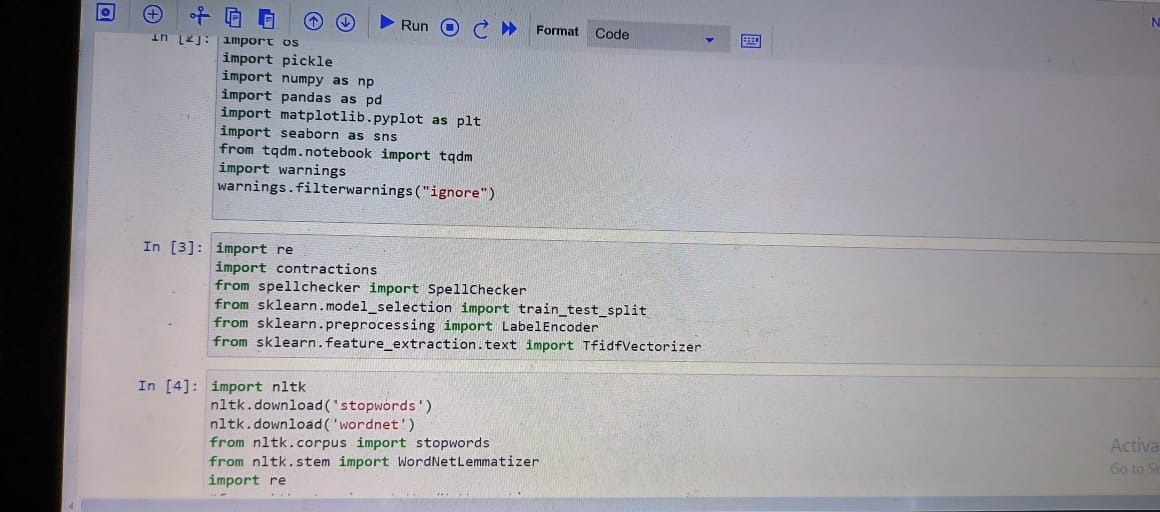 Run
Format
Code
N
In [2]: import os
import pickle
import numpy as np
import pandas as pd
import matplotlib.pyplot as plt
import seaborn as sns
from tqdm.notebook import tqdm
import warnings
warnings.filterwarnings("ignore")
In [3]: import re
import contractions
from spellchecker import SpellChecker
from sklearn.model_selection import train_test_split
from sklearn.preprocessing import LabelEncoder
from sklearn.feature_extraction.text import TfidfVectorizer
In [4]: import nltk
nltk.download('stopwords')
nltk.download('wordnet')
from nltk.corpus import stopwords
from nltk.stem import WordNetLemmatizer
import re
Activa
Go to Se